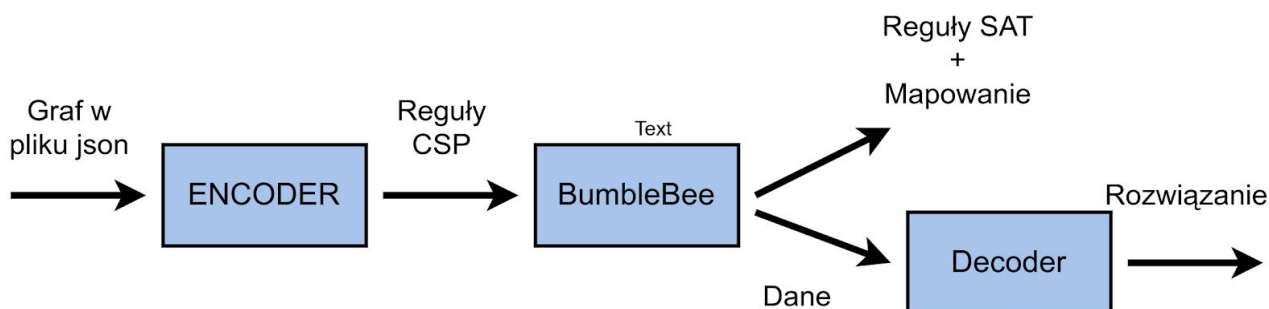 Graf w
pliku json
ENCODER
Reguły
CSP
Text
BumbleBee
Reguły SAT
+
Mapowanie
Dane
Decoder
Rozwiązanie